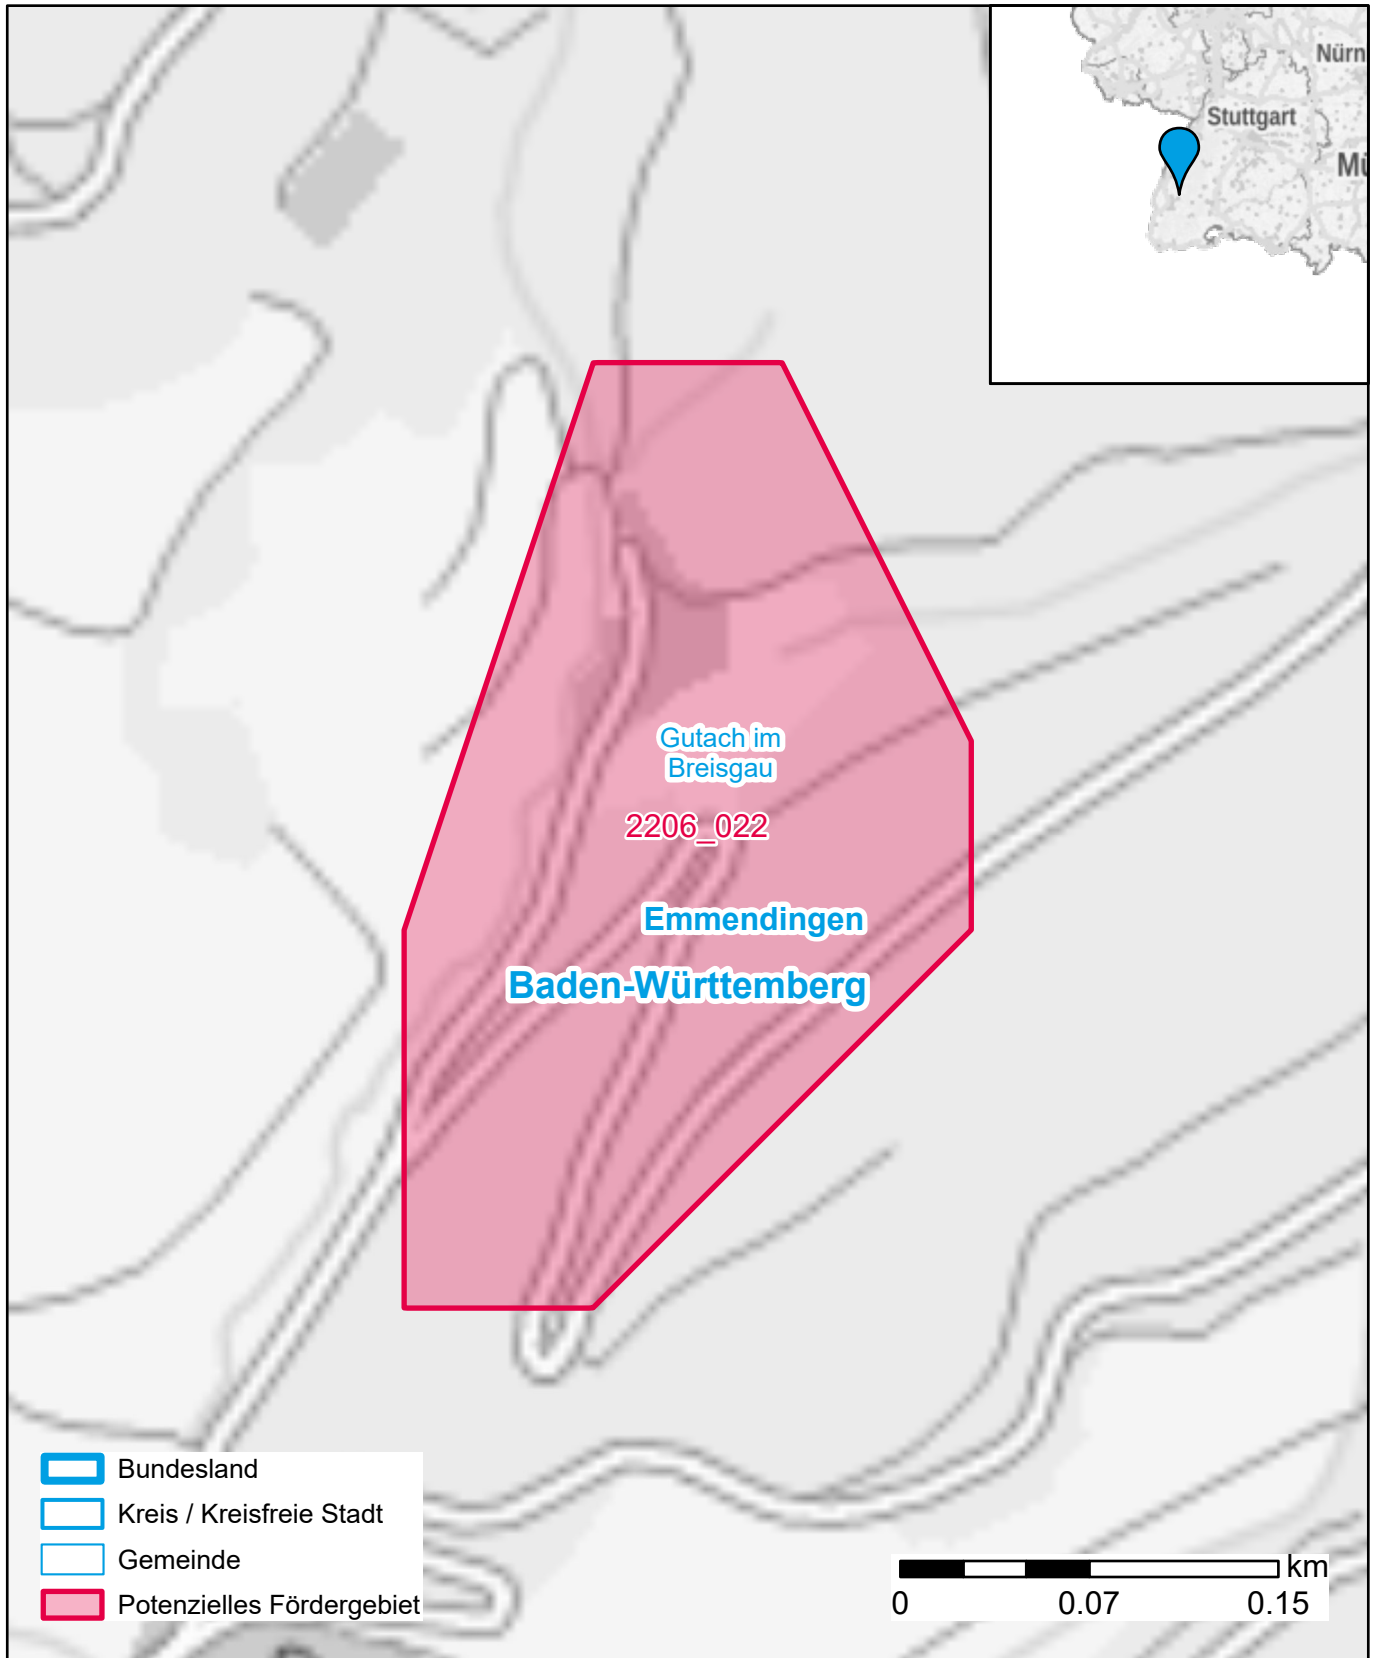 Nürn
Stuttgart
Mü
Gutach im
Breisgau
2206_022
Emmendingen
Baden-Württemberg
Bundesland
Kreis / Kreisfreie Stadt
Gemeinde
Potenzielles Fördergebiet
km
0 0.07 0.15